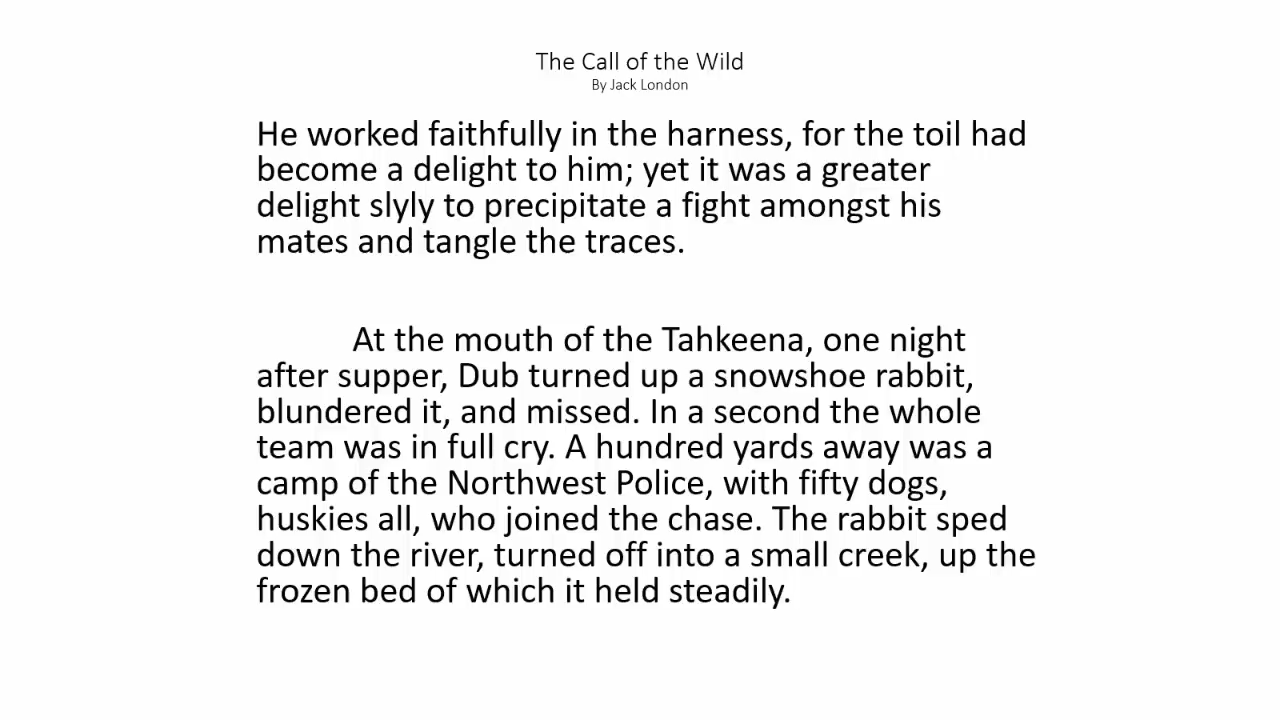 The Call of the Wild
By Jack London
He worked faithfully in the harness, for the toil had
become a delight to him; yet it was a greater
delight slyly to precipitate a fight amongst his
mates and tangle the traces.
At the mouth of the Tahkeena, one night
after supper, Dub turned up a snowshoe rabbit,
blundered it, and missed. In a second the whole
team was in full cry. A hundred yards away was a
camp of the Northwest Police, with fifty dogs,
huskies all, who joined the chase. The rabbit sped
down the river, turned off into a small creek, up the
frozen bed of which it held steadily.